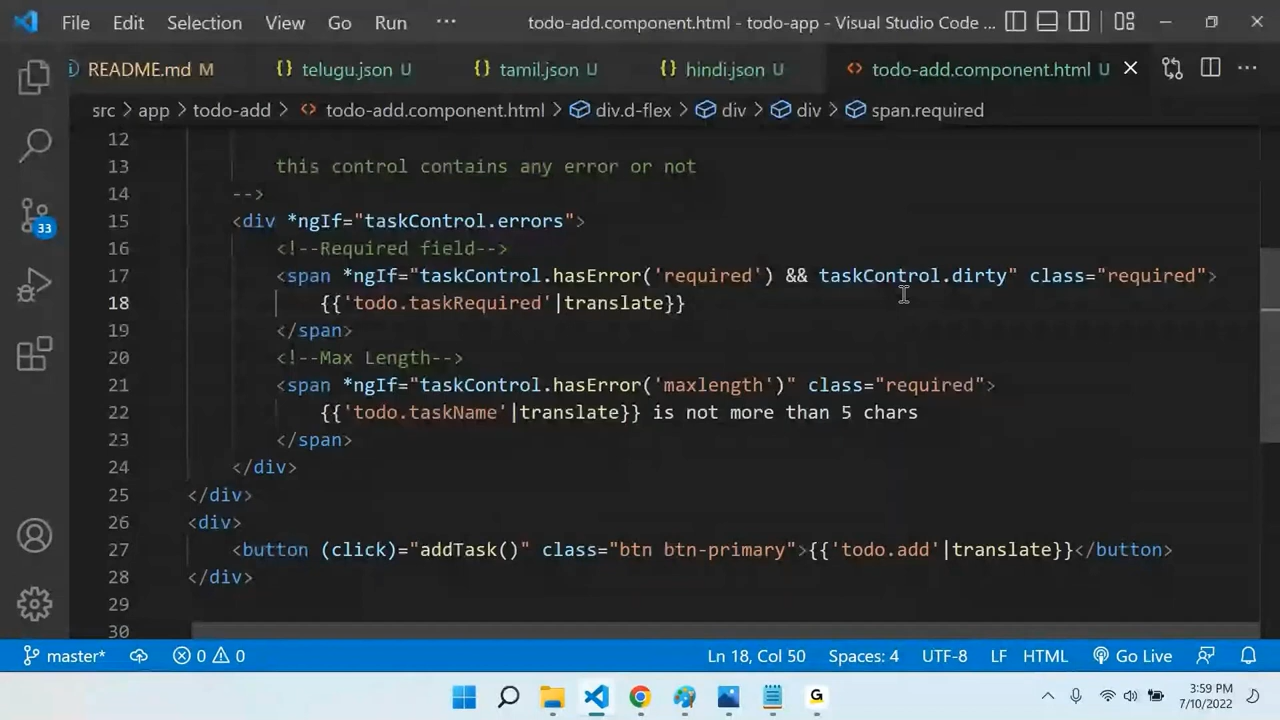 File Edit Selection View Go Run ··· todo-add.component.html - todo-app - Visual Studio Code ...
README.md M {} telugu.json U {} tamil.json U {} hindi.json U <> todo-add.component.html U
src > app > todo-add > <> todo-add.component.html > div.d-flex > div > div > span.required
12
13 this control contains any error or not
14 -->
15 <div *ngIf="taskControl.errors">
16 <!--Required field-->
17 <span *ngIf="taskControl.hasError('required') && taskControl.dirty" class="required">
18 {{'todo.taskRequired'|translate}}
19 </span>
20 <!--Max Length-->
21 <span *ngIf="taskControl.hasError('maxlength')" class="required">
22 {{'todo.taskName'|translate}} is not more than 5 chars
23 </span>
24 </div>
25 </div>
26 <div>
27 <button (click)="addTask()" class="btn btn-primary">{{'todo.add'|translate}}</button>
28 </div>
29
30
33
master* 0 0 Ln 18, Col 50 Spaces: 4 UTF-8 LF HTML Go Live
G
3:59 PM
7/10/2022